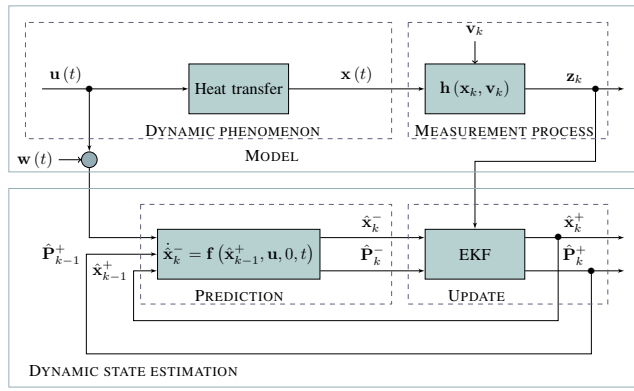 v_k
u (t)
Heat transfer
x (t)
h (x_k, v_k)
z_k
DYNAMIC PHENOMENON
MEASUREMENT PROCESS
w (t)
MODEL
x̂_k^-
x̂_k^+
P̂_{k-1}^+
x̂_{k-1}^+
ẋ̂_k^- = f (x̂_{k-1}^+, u, 0, t)
P̂_k^-
EKF
P̂_k^+
PREDICTION
UPDATE
DYNAMIC STATE ESTIMATION